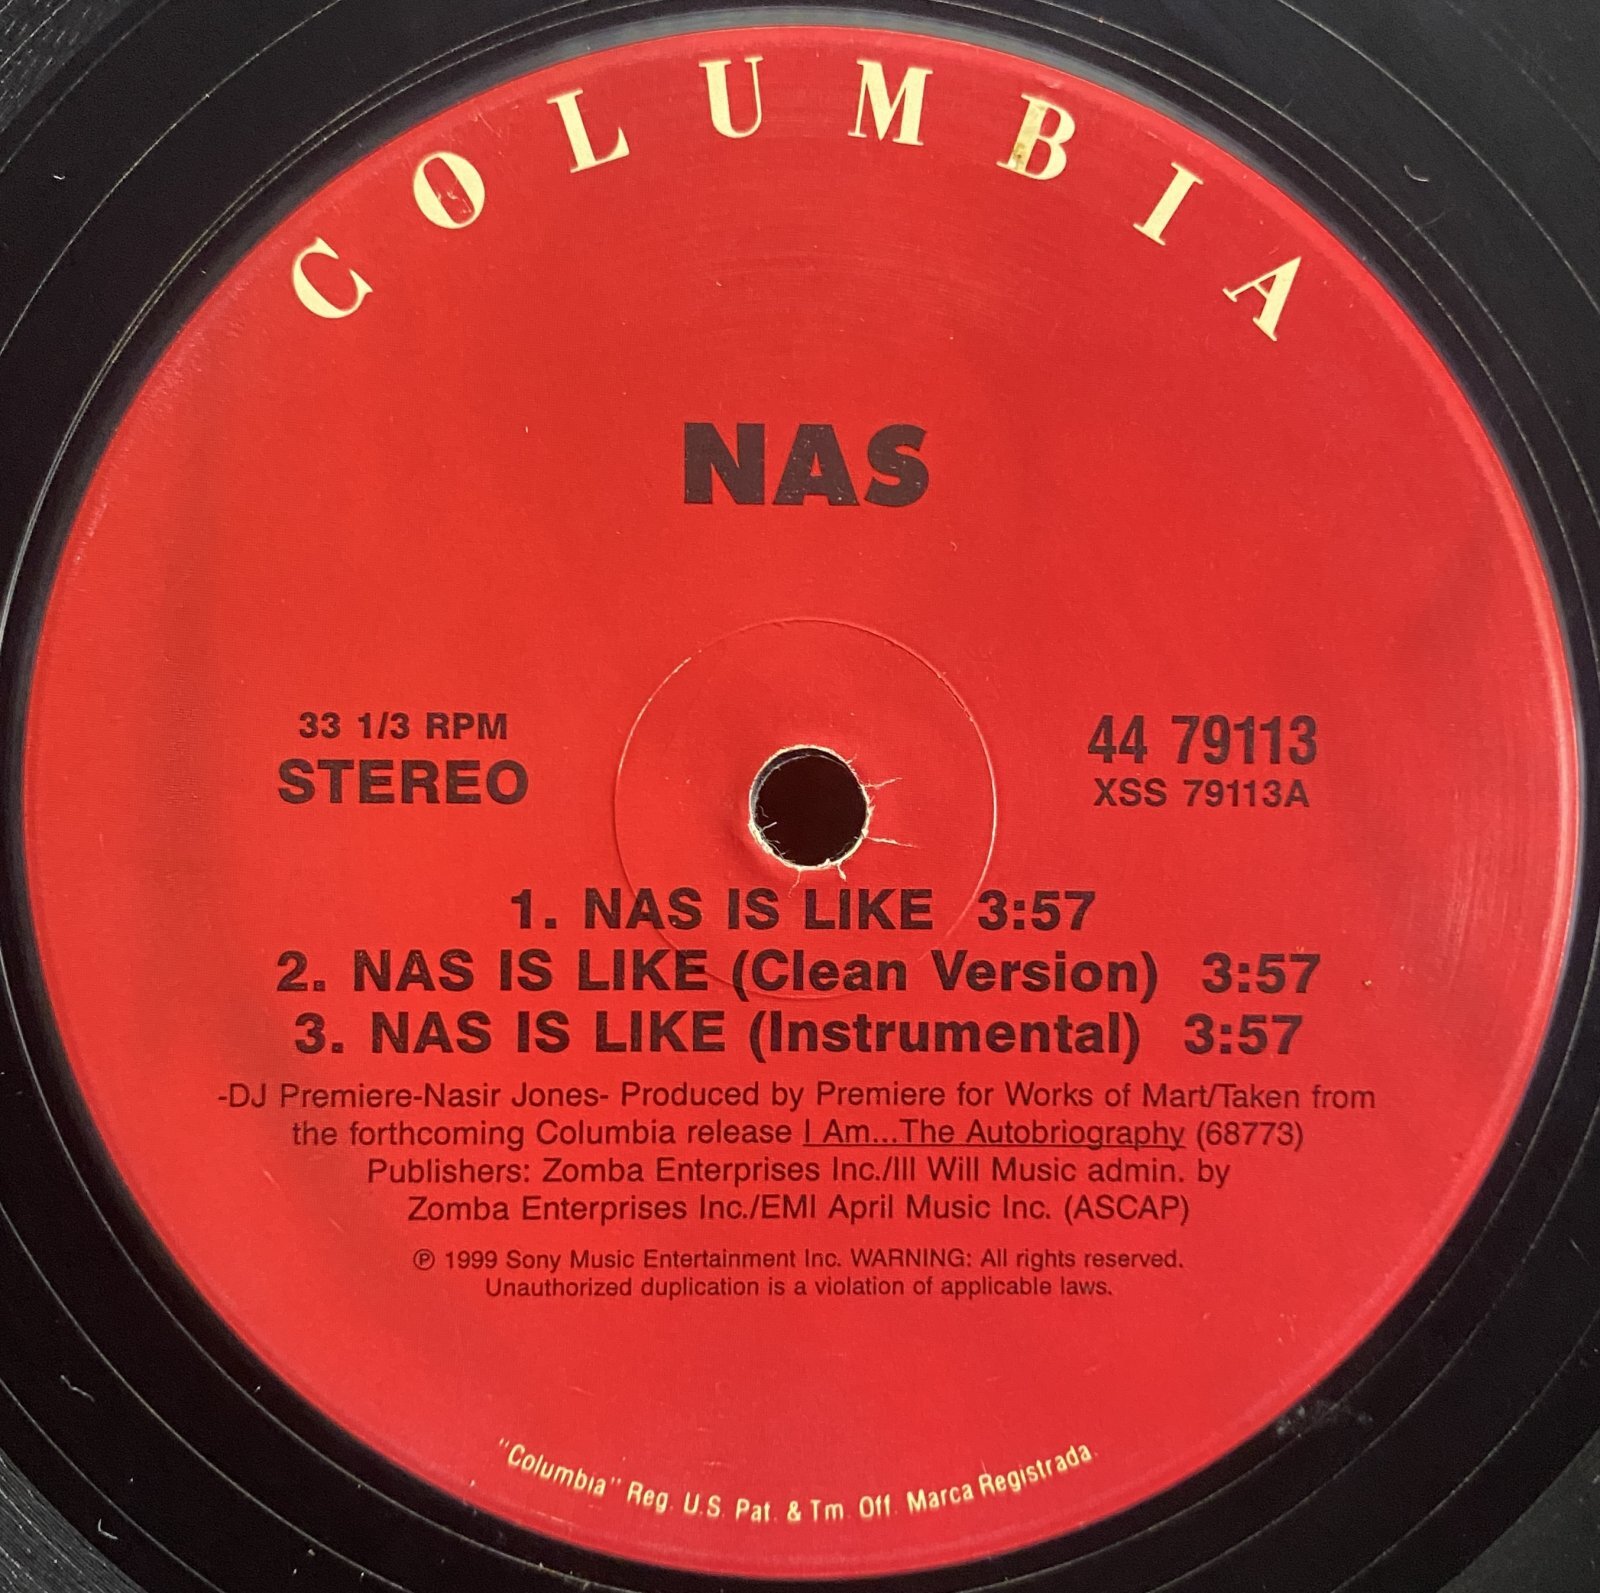 COLUMBIA
NAS
33 1/3 RPM
STEREO
44 79113
XSS 79113A
1. NAS IS LIKE 3:57
2. NAS IS LIKE (Clean Version) 3:57
3. NAS IS LIKE (Instrumental) 3:57
-DJ Premiere-Nasir Jones- Produced by Premiere for Works of Mart/Taken from
the forthcoming Columbia release I Am...The Autobriography (68773)
Publishers: Zomba Enterprises Inc./Ill Will Music admin. by
Zomba Enterprises Inc./EMI April Music Inc. (ASCAP)
℗ 1999 Sony Music Entertainment Inc. WARNING: All rights reserved.
Unauthorized duplication is a violation of applicable laws.
"Columbia" Reg. U.S. Pat. & Tm. Off. Marca Registrada.